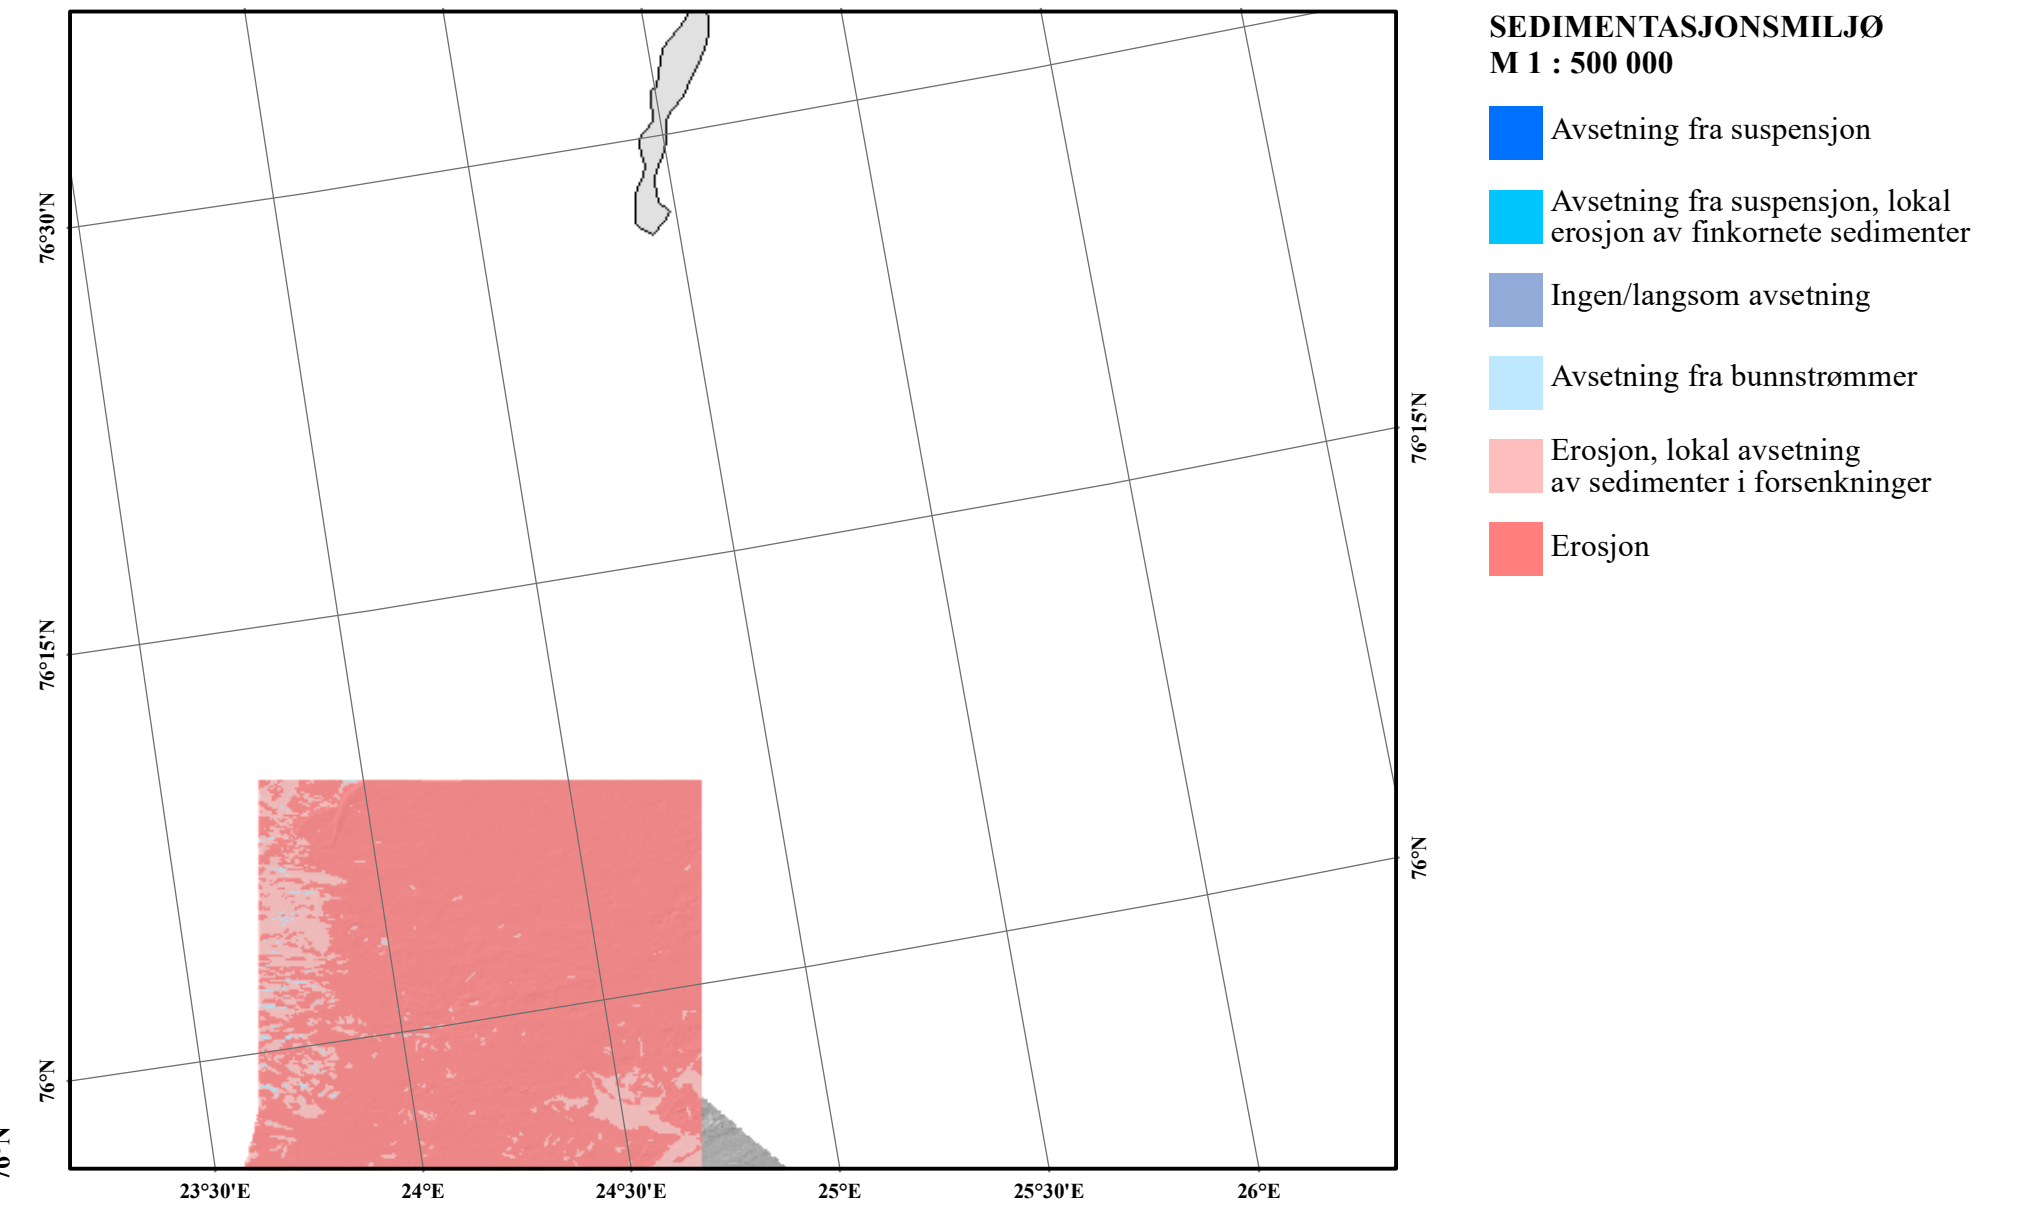 SEDIMENTASJONSMILJØ
M 1 : 500 000
Avsetning fra suspensjon
Avsetning fra suspensjon, lokal
erosjon av finkornete sedimenter
Ingen/langsom avsetning
Avsetning fra bunnstrømmer
Erosjon, lokal avsetning
av sedimenter i forsenkninger
Erosjon
76°30'N
76°15'N
76°N
76°15'N
76°N
23°30'E
24°E
24°30'E
25°E
25°30'E
26°E